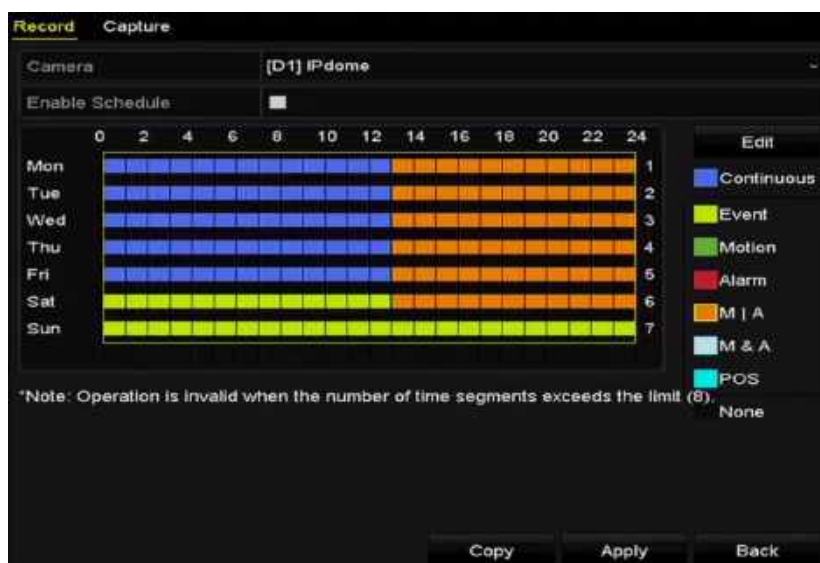 Record Capture
Camera [D1] IPdome
Enable Schedule
0 2 4 6 8 10 12 14 16 18 20 22 24
Edit
Mon 1
Tue 2
Wed 3
Thu 4
Fri 5
Sat 6
Sun 7
Continuous
Event
Motion
Alarm
M | A
M & A
POS
None
*Note: Operation is invalid when the number of time segments exceeds the limit (8).
Copy Apply Back